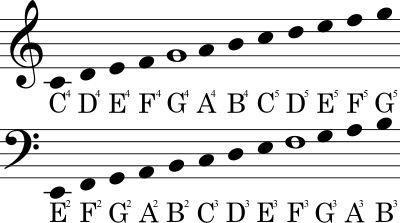 C⁴ D⁴ E⁴ F⁴ G⁴ A⁴ B⁴ C⁵ D⁵ E⁵ F⁵ G⁵
E² F² G² A² B² C³ D³ E³ F³ G³ A³ B³